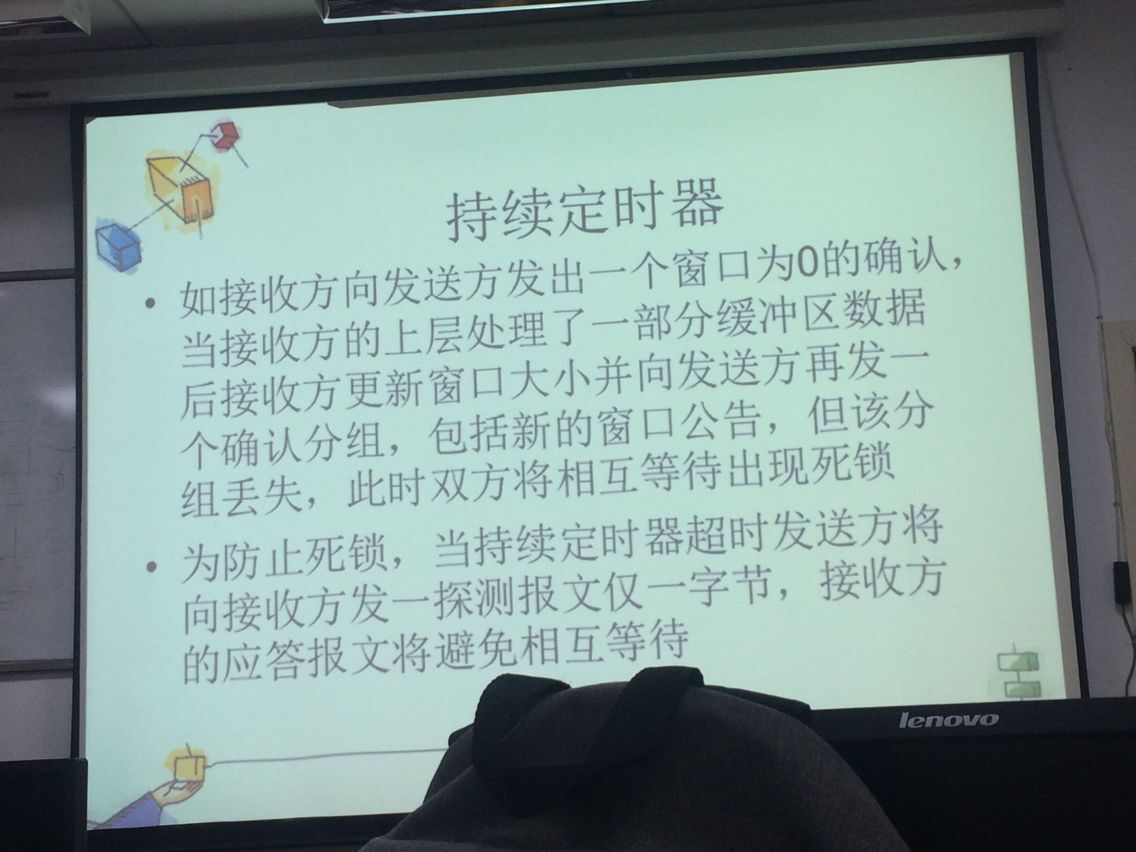 持续定时器
• 如接收方向发送方发出一个窗口为0的确认，
当接收方的上层处理了一部分缓冲区数据
后接收方更新窗口大小并向发送方再发一
个确认分组，包括新的窗口公告，但该分
组丢失，此时双方将相互等待出现死锁
• 为防止死锁，当持续定时器超时发送方将
向接收方发一探测报文仅一字节，接收方
的应答报文将避免相互等待
lenovo